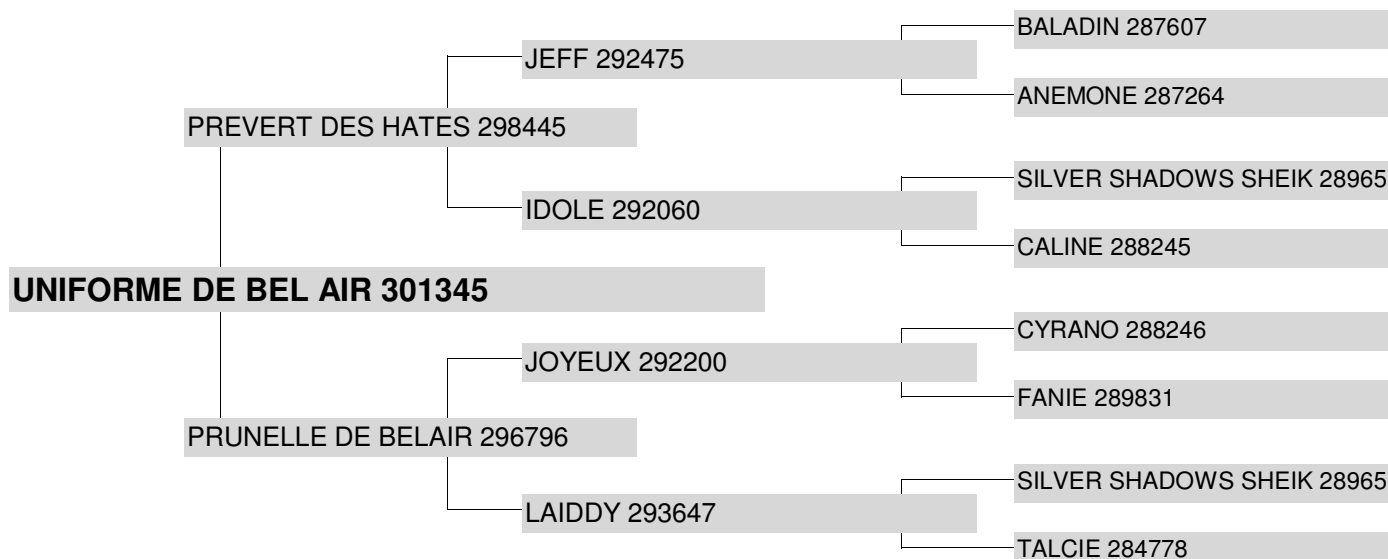 BALADIN 287607
JEFF 292475
ANEMONE 287264
PREVERT DES HATES 298445
SILVER SHADOWS SHEIK 28965
IDOLE 292060
CALINE 288245
UNIFORME DE BEL AIR 301345
CYRANO 288246
JOYEUX 292200
FANIE 289831
PRUNELLE DE BELAIR 296796
SILVER SHADOWS SHEIK 28965
LAIDDY 293647
TALCIE 284778